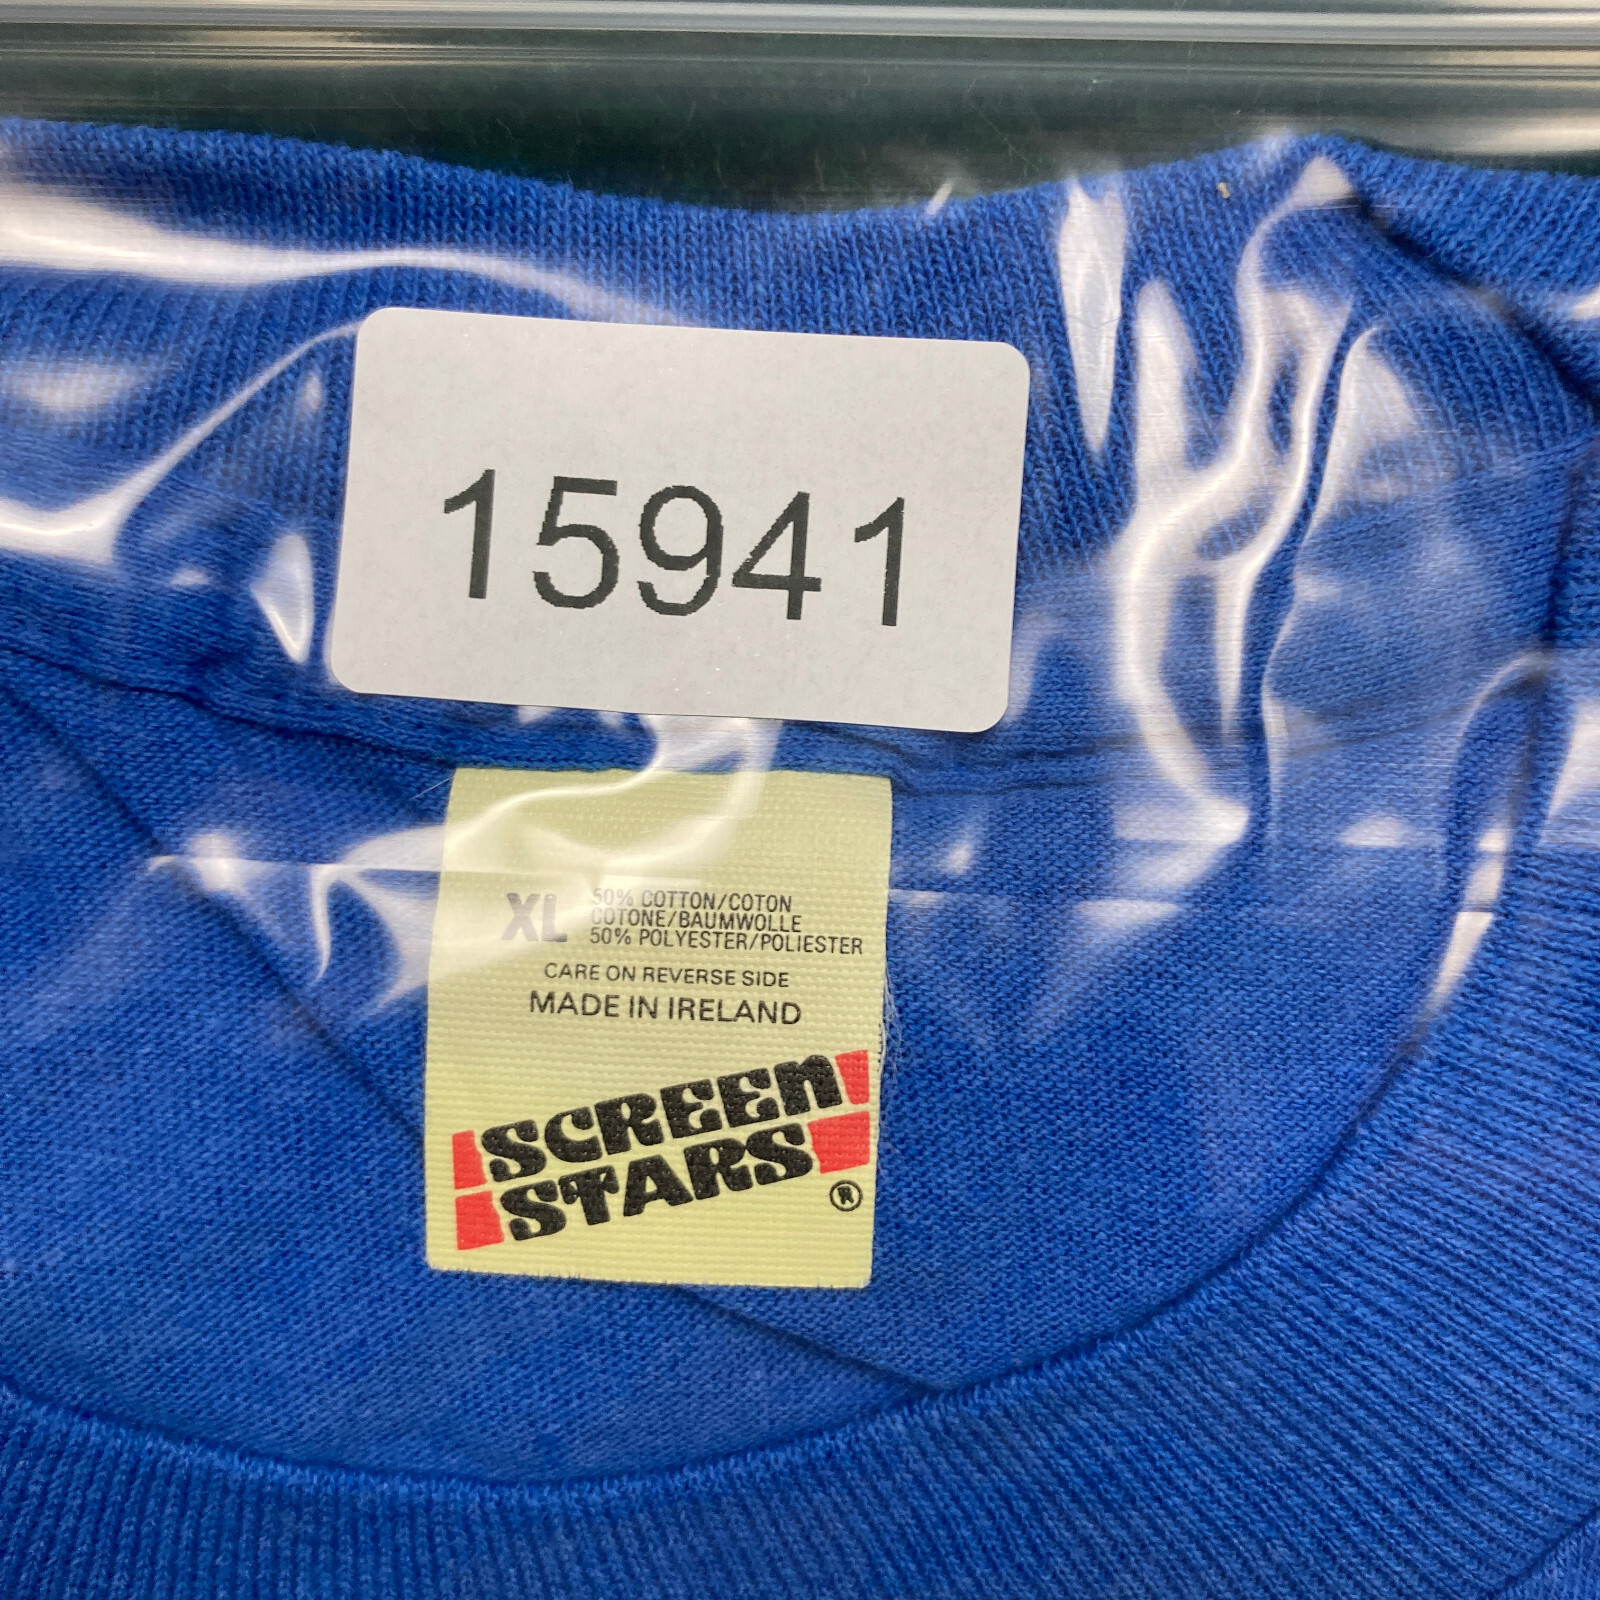 15941
XL
50% COTTON/COTON
COTONE/BAUMWOLLE
50% POLYESTER/POLIESTER
CARE ON REVERSE SIDE
MADE IN IRELAND
SCREEN
STARS
®